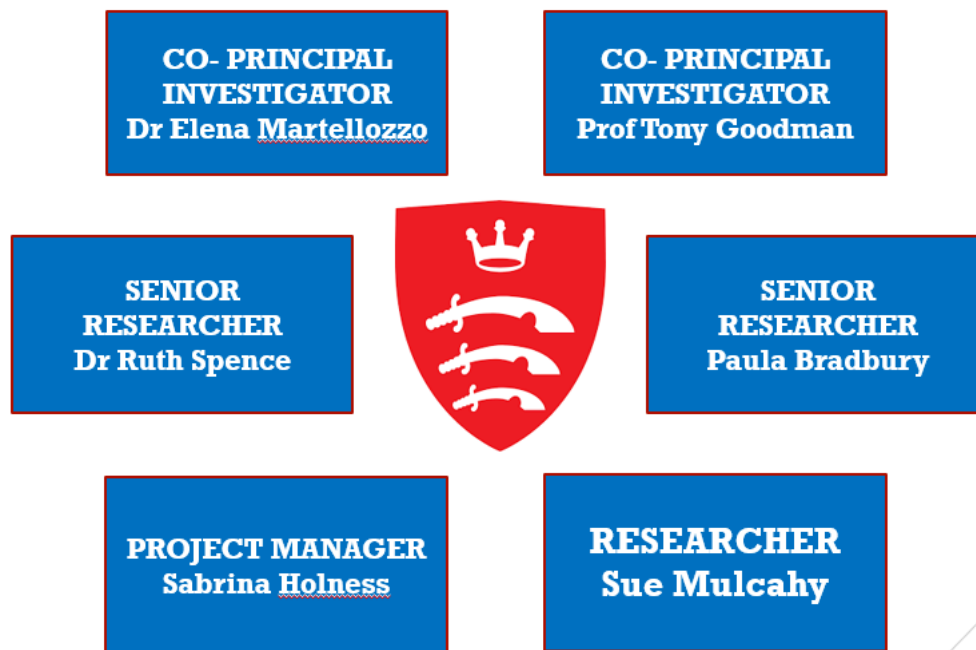 CO- PRINCIPAL
INVESTIGATOR
Dr Elena Martellozzo
CO- PRINCIPAL
INVESTIGATOR
Prof Tony Goodman
SENIOR
RESEARCHER
Dr Ruth Spence
SENIOR
RESEARCHER
Paula Bradbury
PROJECT MANAGER
Sabrina Holness
RESEARCHER
Sue Mulcahy